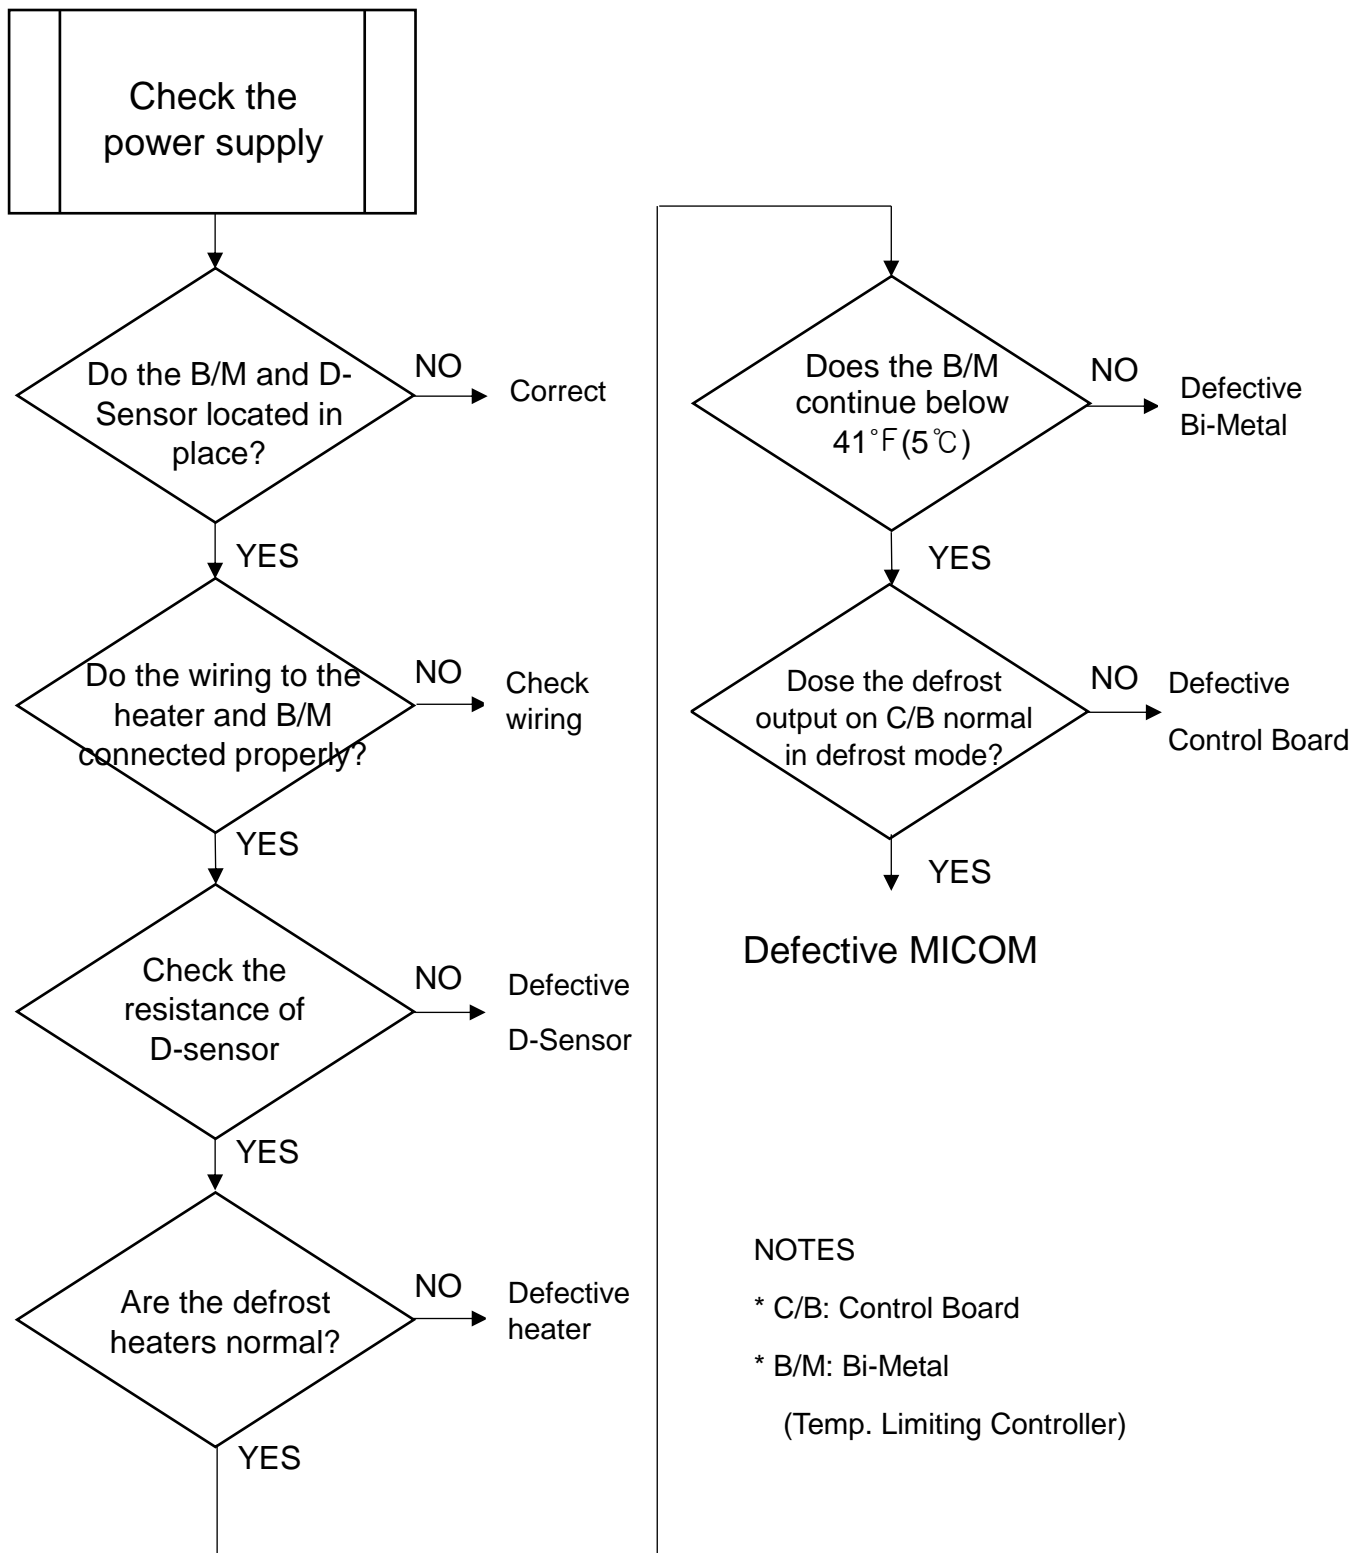 Check the
power supply
Do the B/M and D-
Sensor located in
place?
NO
Correct
YES
Do the wiring to the
heater and B/M
connected properly?
NO
Check
wiring
YES
Check the
resistance of
D-sensor
NO
Defective
D-Sensor
YES
Are the defrost
heaters normal?
NO
Defective
heater
YES
Does the B/M
continue below
41°F(5℃)
NO
Defective
Bi-Metal
YES
Dose the defrost
output on C/B normal
in defrost mode?
NO
Defective
Control Board
YES
Defective MICOM
NOTES
* C/B: Control Board
* B/M: Bi-Metal
(Temp. Limiting Controller)